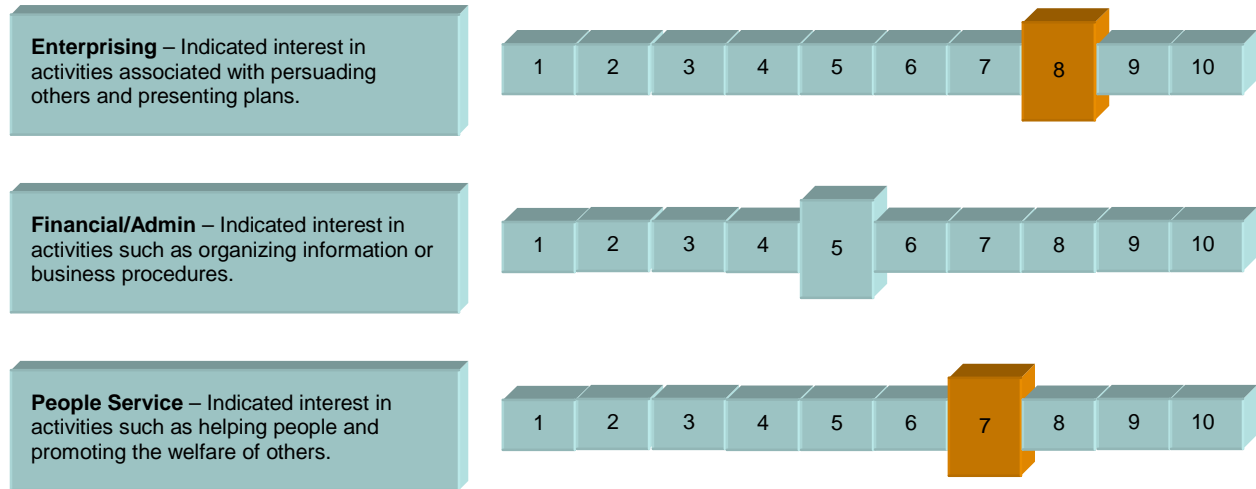 Enterprising – Indicated interest in
activities associated with persuading
others and presenting plans.
1 2 3 4 5 6 7 8 9 10
Financial/Admin – Indicated interest in
activities such as organizing information or
business procedures.
1 2 3 4 5 6 7 8 9 10
People Service – Indicated interest in
activities such as helping people and
promoting the welfare of others.
1 2 3 4 5 6 7 8 9 10